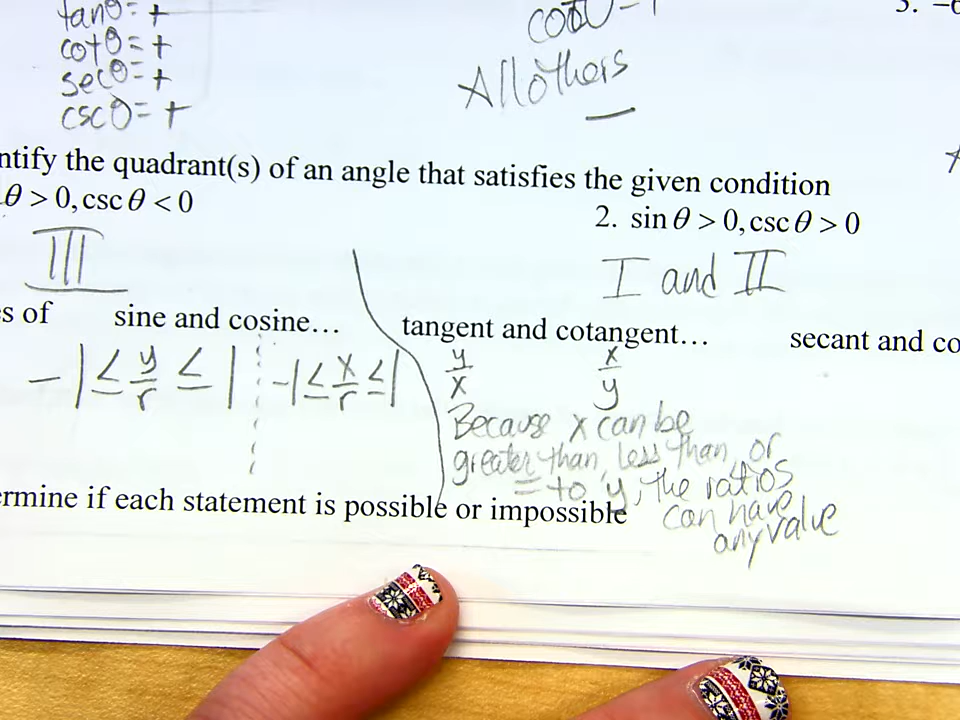 tanθ = +
cotθ = +
secθ = +
cscθ = +
All others —
ntify the quadrant(s) of an angle that satisfies the given condition
θ > 0, csc θ < 0
2. sin θ > 0, csc θ > 0
III
I and II
es of
sine and cosine…
tangent and cotangent…
secant and co
-1 ≤ y/r ≤ 1
-1 ≤ x/r ≤ 1
y/x
x/y
Because x can be
greater than, less than, or
= to y, the ratios
can have
any value
ermine if each statement is possible or impossible